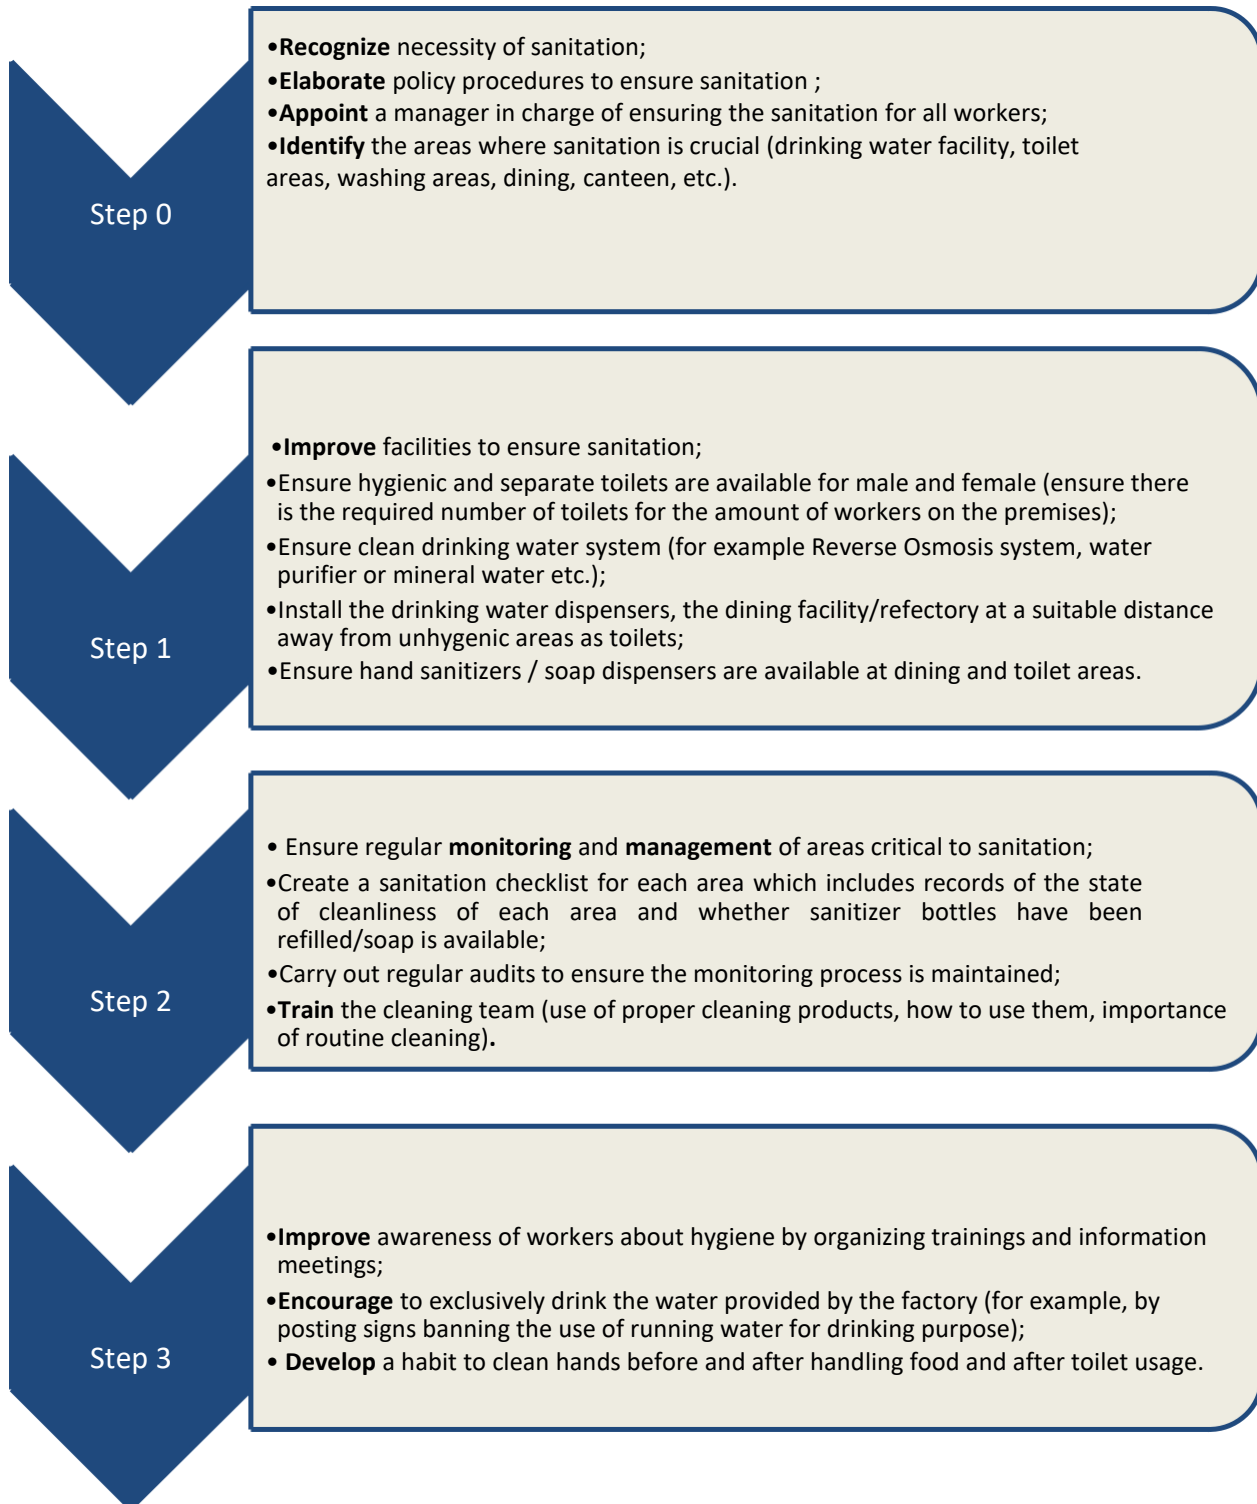 •Recognize necessity of sanitation;
•Elaborate policy procedures to ensure sanitation ;
•Appoint a manager in charge of ensuring the sanitation for all workers;
•Identify the areas where sanitation is crucial (drinking water facility, toilet
areas, washing areas, dining, canteen, etc.).
Step 0
•Improve facilities to ensure sanitation;
•Ensure hygienic and separate toilets are available for male and female (ensure there
is the required number of toilets for the amount of workers on the premises);
•Ensure clean drinking water system (for example Reverse Osmosis system, water
purifier or mineral water etc.);
•Install the drinking water dispensers, the dining facility/refectory at a suitable distance
away from unhygenic areas as toilets;
•Ensure hand sanitizers / soap dispensers are available at dining and toilet areas.
Step 1
• Ensure regular monitoring and management of areas critical to sanitation;
•Create a sanitation checklist for each area which includes records of the state
of cleanliness of each area and whether sanitizer bottles have been
refilled/soap is available;
•Carry out regular audits to ensure the monitoring process is maintained;
•Train the cleaning team (use of proper cleaning products, how to use them, importance
of routine cleaning).
Step 2
•Improve awareness of workers about hygiene by organizing trainings and information
meetings;
•Encourage to exclusively drink the water provided by the factory (for example, by
posting signs banning the use of running water for drinking purpose);
• Develop a habit to clean hands before and after handling food and after toilet usage.
Step 3